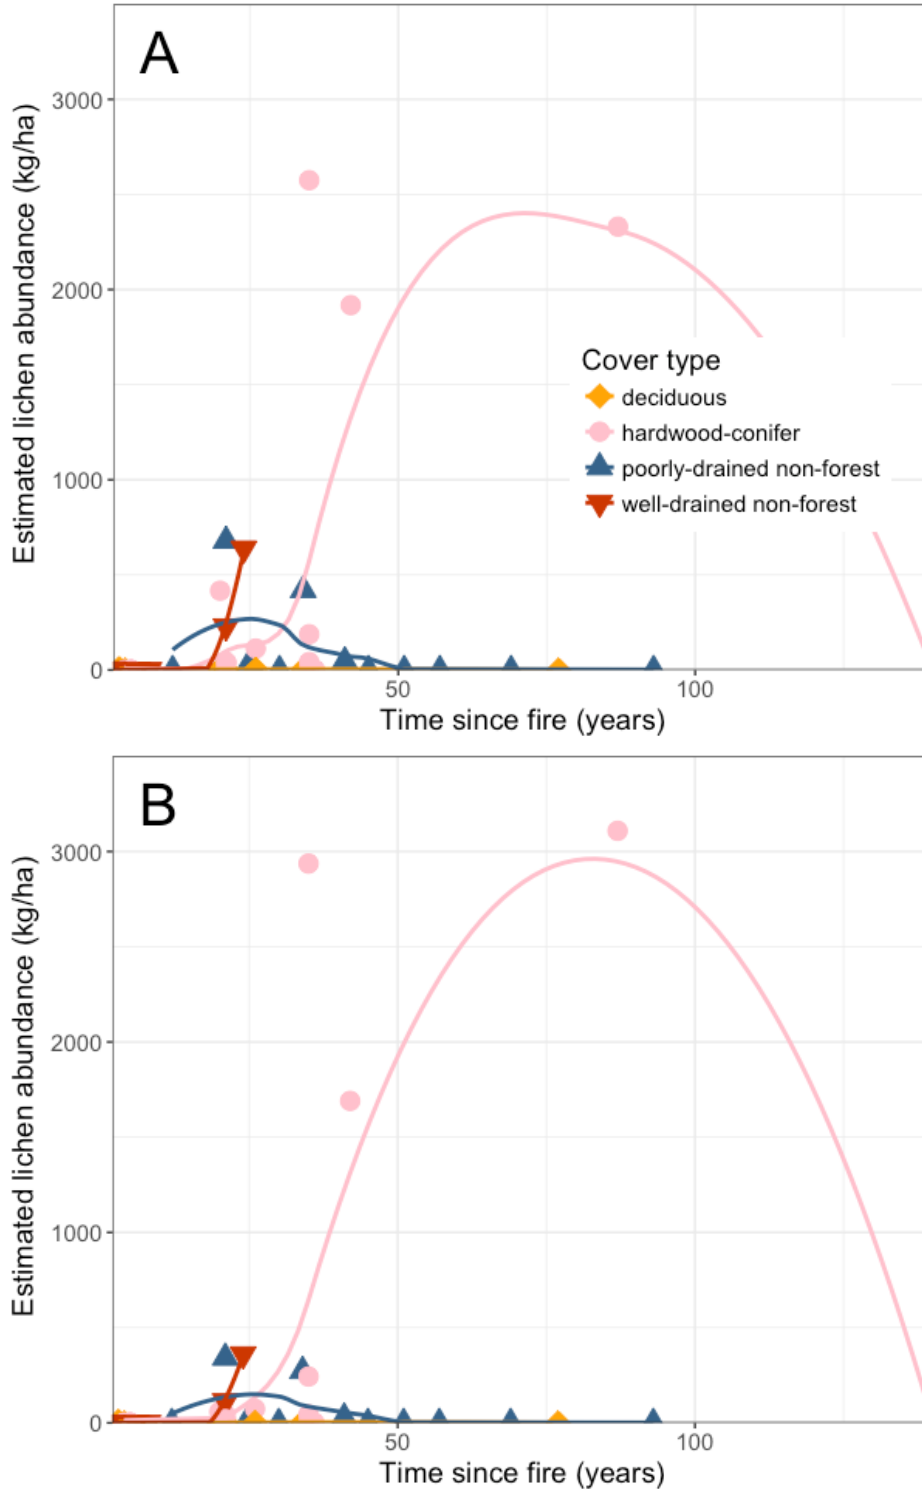 A
Estimated lichen abundance (kg/ha)
3000
2000
1000
0
Cover type
deciduous
hardwood-conifer
poorly-drained non-forest
well-drained non-forest
50
100
Time since fire (years)
B
Estimated lichen abundance (kg/ha)
3000
2000
1000
0
50
100
Time since fire (years)